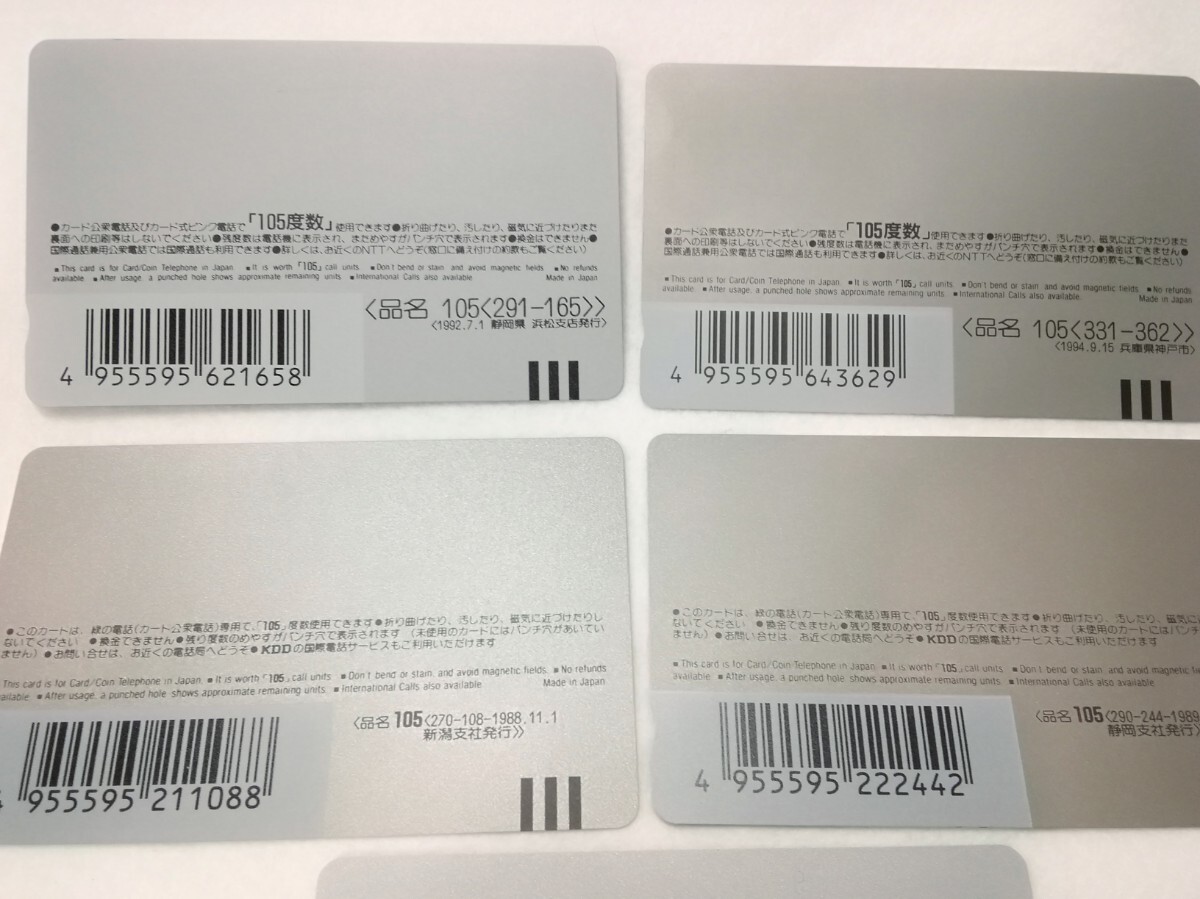 ●カード公衆電話及びカード式ピンク電話で「105度数」使用できます●折り曲げたり、汚したり、磁気に近づけたりまた
裏面への印刷等はしないでください●残度数は電話機に表示され、まためやすがパンチ穴で表示されます●換金はできません●
国際通話兼用公衆電話では国際通話も利用できます●詳しくは、お近くのNTTへどうぞ(窓口に備え付けの約款もご覧ください)
■This card is for Card/Coin Telephone in Japan ■It is worth「105」call units. ■Don't bend or stain and avoid magnetic fields ■No refunds
available. ■After usage, a punched hole shows approximate remaining units ■International Calls also available Made in Japan
〈品名 105〈291-165〉〉
〈1992.7.1 静岡県 浜松支店発行〉
4 955595 621658
●カード公衆電話及びカード式ピンク電話で「105度数」使用できます●折り曲げたり、汚したり、磁気に近づけたりまた
裏面への印刷等はしないでください●残度数は電話機に表示され、まためやすがパンチ穴で表示されます●換金はできません●
国際通話兼用公衆電話では国際通話も利用できます●詳しくは、お近くのNTTへどうぞ(窓口に備え付けの約款もご覧ください)
■This card is for Card/Coin Telephone in Japan ■It is worth「105」call units. ■Don't bend or stain and avoid magnetic fields ■No refunds
available. ■After usage, a punched hole shows approximate remaining units ■International Calls also available. Made in Japan
〈品名 105〈331-362〉〉
〈1994.9.15 兵庫県神戸市〉
4 955595 643629
●このカードは、緑の電話(カード公衆電話)専用で、「105」度数使用できます●折り曲げたり、汚したり、磁気に近づけたりし
ないでください ●換金できません●残り度数のめやすがパンチ穴で表示されます (未使用のカードにはパンチ穴があいてい
ません) ●お問い合せは、お近くの電話局へどうぞ●KDDの国際電話サービスもご利用いただけます
This card is for Card/Coin Telephone in Japan. ■It is worth「105」call units ■Don't bend or stain, and avoid magnetic fields. ■No refunds
available. ■After usage, a punched hole shows approximate remaining units ■International Calls also available Made in Japan
〈品名 105〈270-108-1988.11.1
新潟支社発行〉〉
955595 211088
●このカードは、緑の電話(カード公衆電話)専用で、「105」度数使用できます●折り曲げたり、汚したり、磁気に近づけ
ないでください ●換金できません●残り度数のめやすがパンチ穴で表示されます (未使用のカードにはパンチ
ません) ●お問い合せは、お近くの電話局へどうぞ●KDDの国際電話サービスもご利用いただけます
■This card is for Card/Coin Telephone in Japan. ■It is worth「105」call units ■Don't bend or stain, and avoid magnetic
available. ■After usage, a punched hole shows approximate remaining units ■International Calls also available.
〈品名 105〈290-244-1989
静岡支社発行〉
4 955595 222442